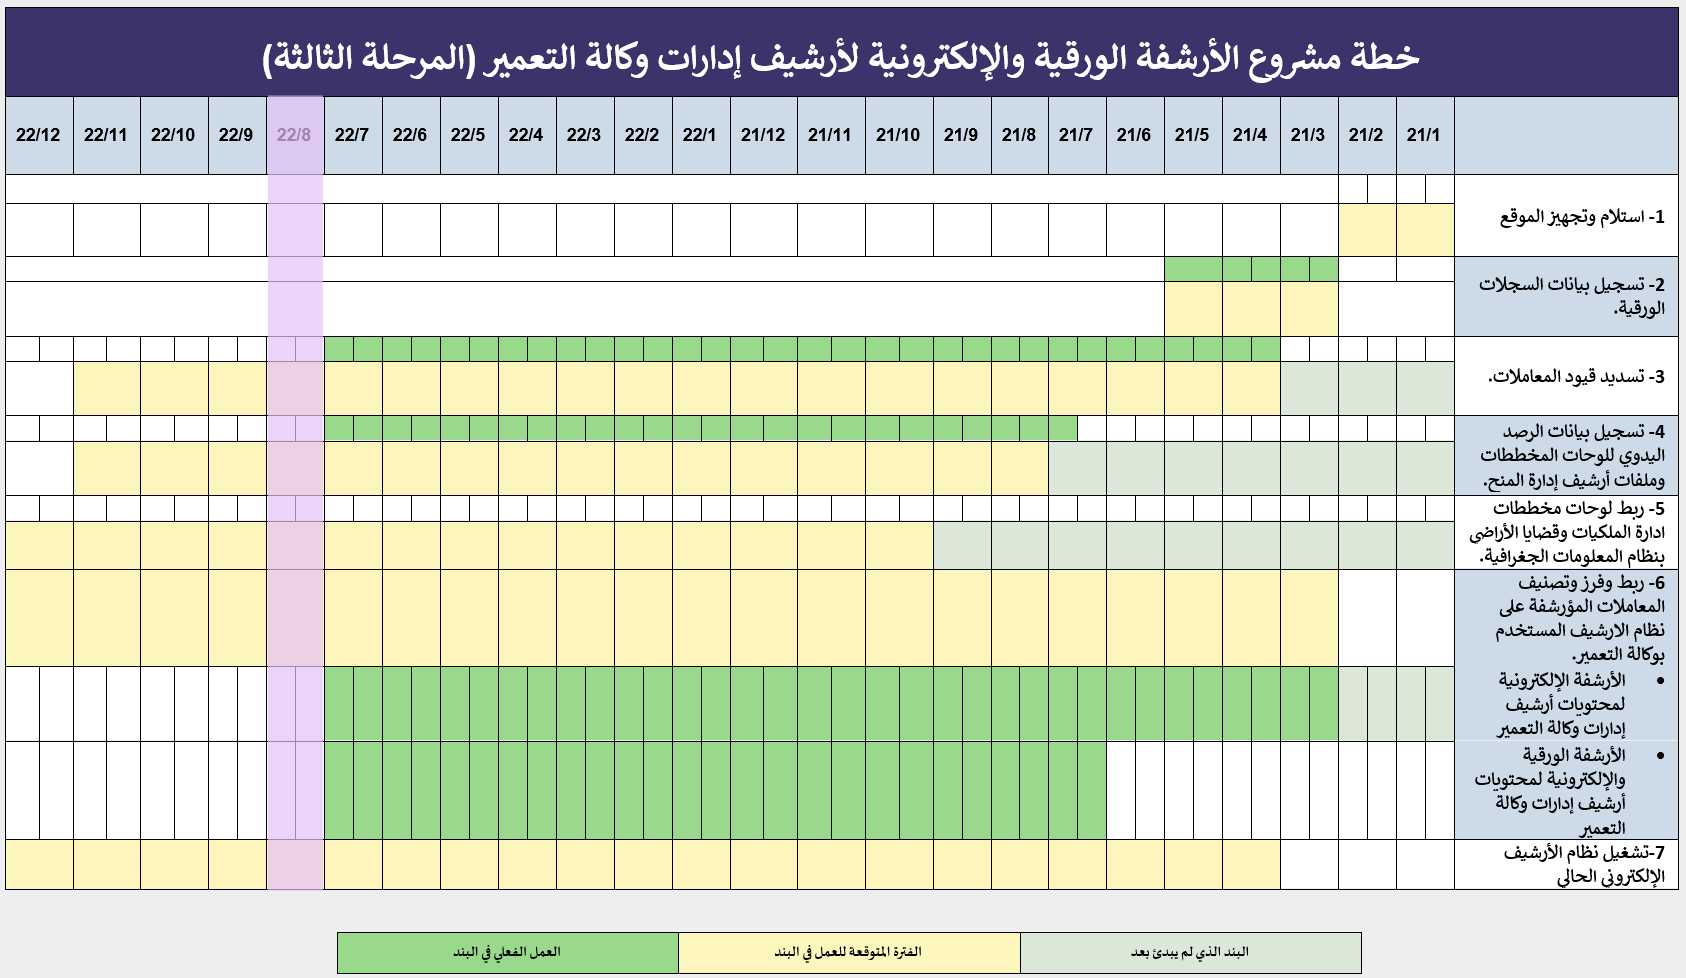 خطة مشروع الأرشفة الورقية والإلكترونية لأرشيف إدارات وكالة التعمير (المرحلة الثالثة)
21/1 21/2 21/3 21/4 21/5 21/6 21/7 21/8 21/9 21/10 21/11 21/12 22/1 22/2 22/3 22/4 22/5 22/6 22/7 22/8 22/9 22/10 22/11 22/12
1- استلام وتجهيز الموقع
2- تسجيل بيانات السجلات
الورقية.
3- تسديد قيود المعاملات.
4- تسجيل بيانات الرصد
اليدوي للوحات المخططات
وملفات أرشيف إدارة المنح.
5- ربط لوحات مخططات
ادارة الملكيات وقضايا الأراضي
بنظام المعلومات الجغرافية.
6- ربط وفرز وتصنيف
المعاملات المؤرشفة على
نظام الارشيف المستخدم
بوكالة التعمير.
• الأرشفة الإلكترونية
لمحتويات أرشيف
إدارات وكالة التعمير
• الأرشفة الورقية
والإلكترونية لمحتويات
أرشيف إدارات وكالة
التعمير
7-تشغيل نظام الأرشيف
الإلكتروني الحالي
البند الذي لم يبدئ بعد
الفترة المتوقعة للعمل في البند
العمل الفعلي في البند